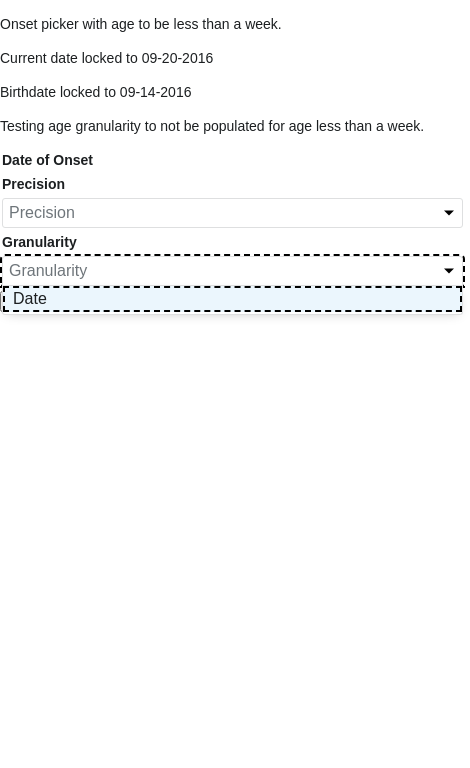 Onset picker with age to be less than a week.
Current date locked to 09-20-2016
Birthdate locked to 09-14-2016
Testing age granularity to not be populated for age less than a week.
Date of Onset
Precision
Precision
Granularity
Granularity
Date